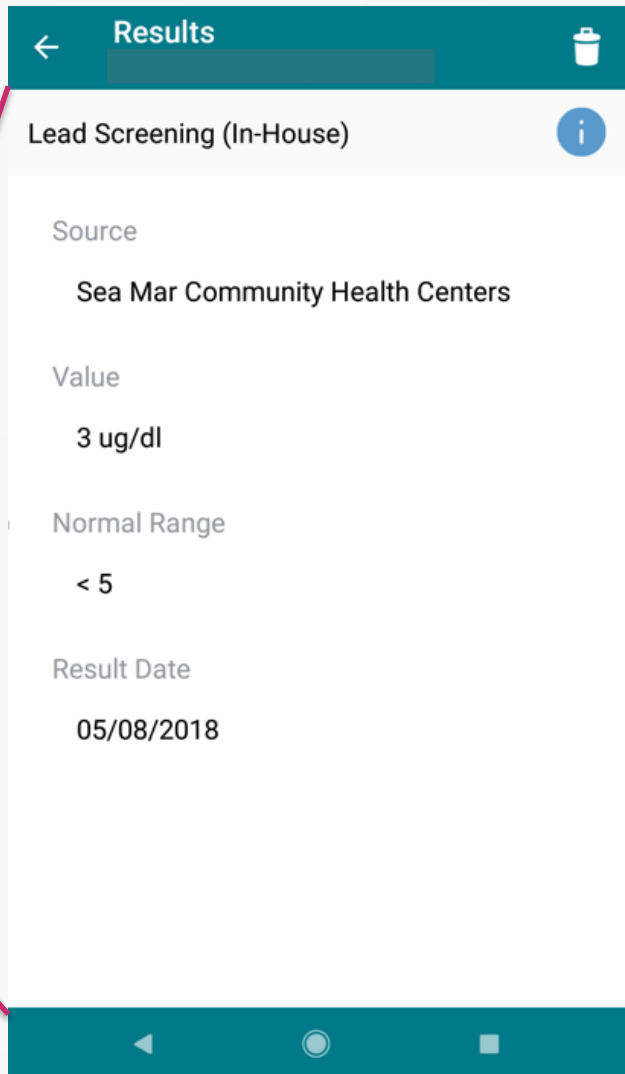 Results
Lead Screening (In-House)
i
Source
Sea Mar Community Health Centers
Value
3 ug/dl
Normal Range
< 5
Result Date
05/08/2018